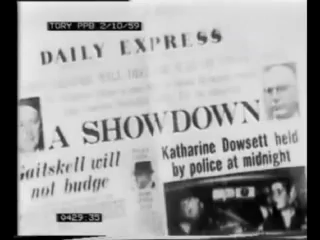 TORY PPB 2/10/59
DAILY EXPRESS
A SHOWDOWN
Gaitskell will
not budge
Katharine Dowsett held
by police at midnight
0429:35